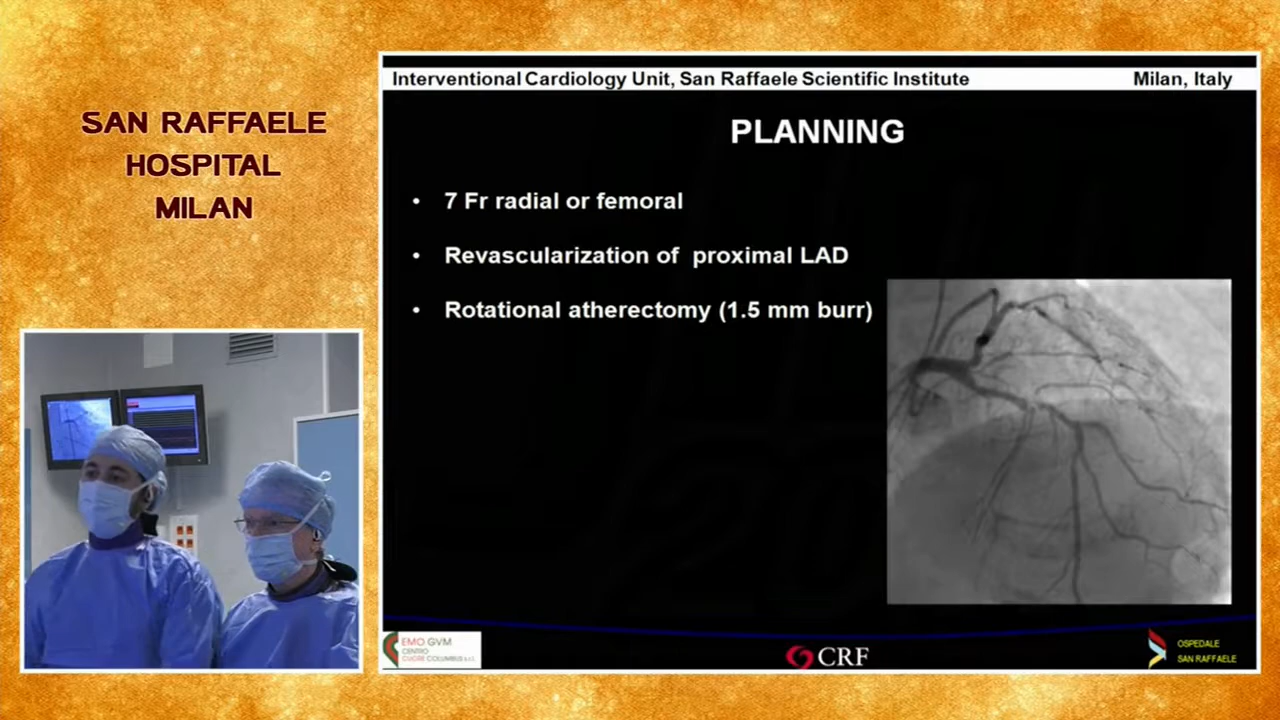 SAN RAFFAELE
HOSPITAL
MILAN
Interventional Cardiology Unit, San Raffaele Scientific Institute
Milan, Italy
PLANNING
• 7 Fr radial or femoral
• Revascularization of proximal LAD
• Rotational atherectomy (1.5 mm burr)
EMO GVM
CENTRO
CUORE COLUMBUS s.r.l.
CRF
OSPEDALE
SAN RAFFAELE